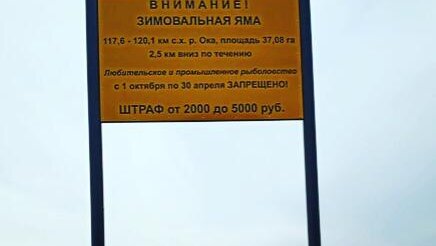 ВНИМАНИЕ!
ЗИМОВАЛЬНАЯ ЯМА
117,6 - 120,1 км с.х. р. Ока, площадь 37,08 га
2,5 км вниз по течению
Любительское и промышленное рыболовство
с 1 октября по 30 апреля ЗАПРЕЩЕНО!
ШТРАФ от 2000 до 5000 руб.